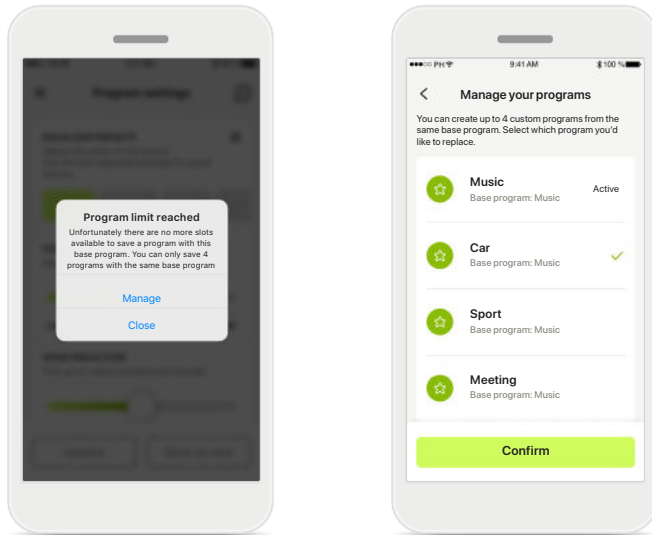 Program limit reached
Unfortunately there are no more slots
available to save a program with this
base program. You can only save 4
programs with the same base program
Manage
Close
PH
9:41 AM
100 %
Manage your programs
You can create up to 4 custom programs from the
same base program. Select which program you'd
like to replace.
Music
Base program: Music
Active
Car
Base program: Music
Sport
Base program: Music
Meeting
Base program: Music
Confirm